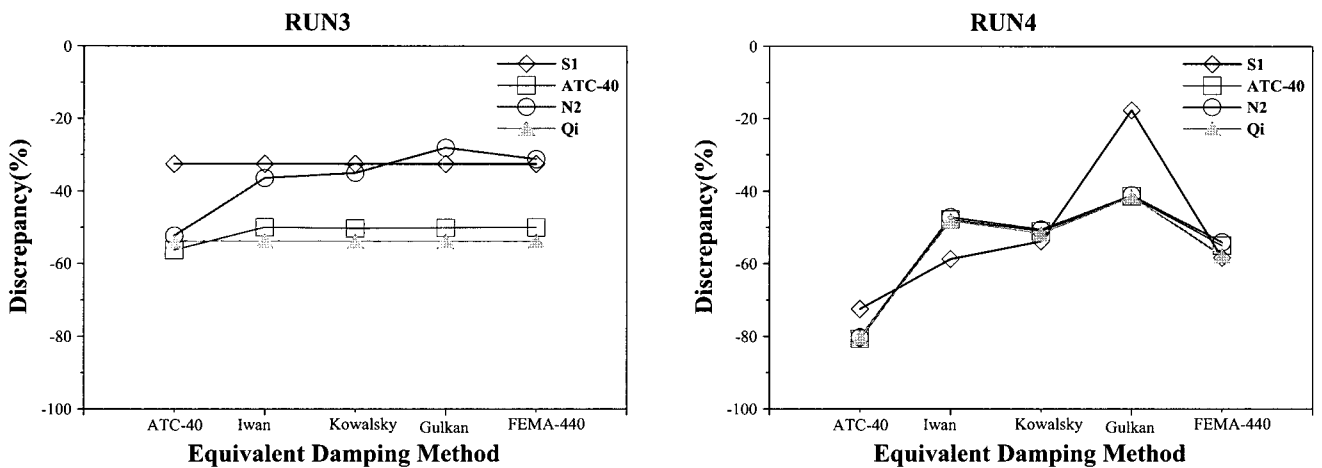 RUN3
0
-20
-40
-60
-80
-100
Discrepancy(%)
S1
ATC-40
N2
Qi
ATC-40
Iwan
Kowalsky
Gulkan
FEMA-440
Equivalent Damping Method
RUN4
0
-20
-40
-60
-80
-100
Discrepancy(%)
S1
ATC-40
N2
Qi
ATC-40
Iwan
Kowalsky
Gulkan
FEMA-440
Equivalent Damping Method